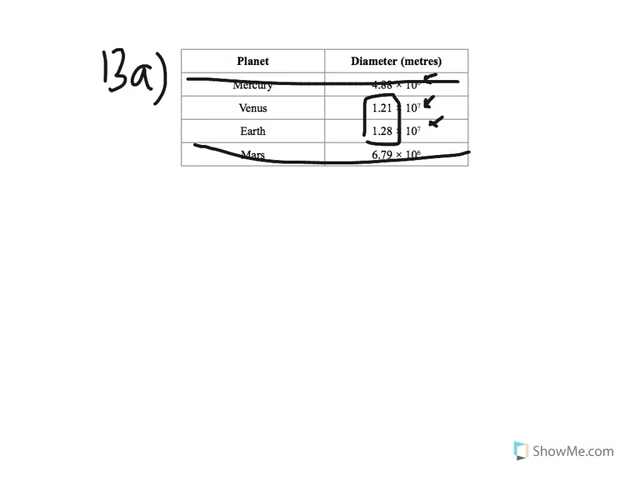 13a)
Planet Diameter (metres)
Mercury 4.88 × 10⁶
Venus 1.21 × 10⁷
Earth 1.28 × 10⁷
Mars 6.79 × 10⁶
ShowMe.com